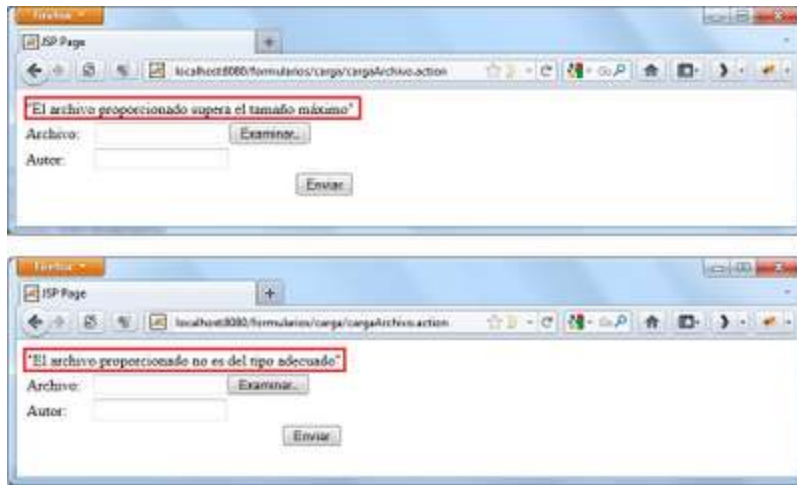 Firefox
JSP Page
localhost:8080/formularios/carga/cargaArchivo.action
"El archivo proporcionado supera el tamaño máximo"
Archivo:
Examinar..
Autor:
Enviar
Firefox
JSP Page
localhost:8080/formularios/carga/cargaArchivo.action
"El archivo proporcionado no es del tipo adecuado"
Archivo:
Examinar..
Autor:
Enviar